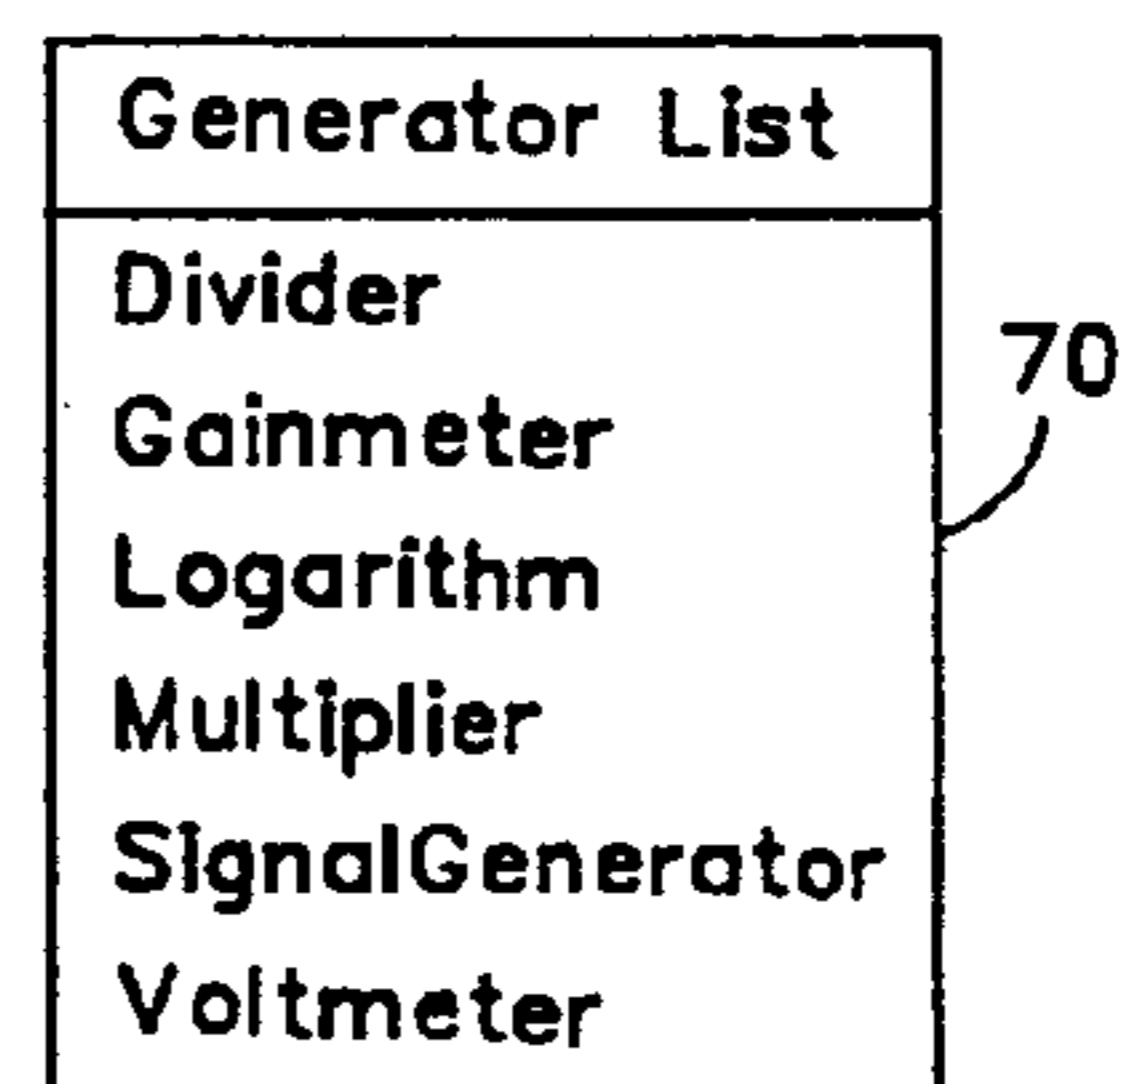 Generator List
Divider
Gainmeter
70
Logarithm
Multiplier
SignalGenerator
Voltmeter